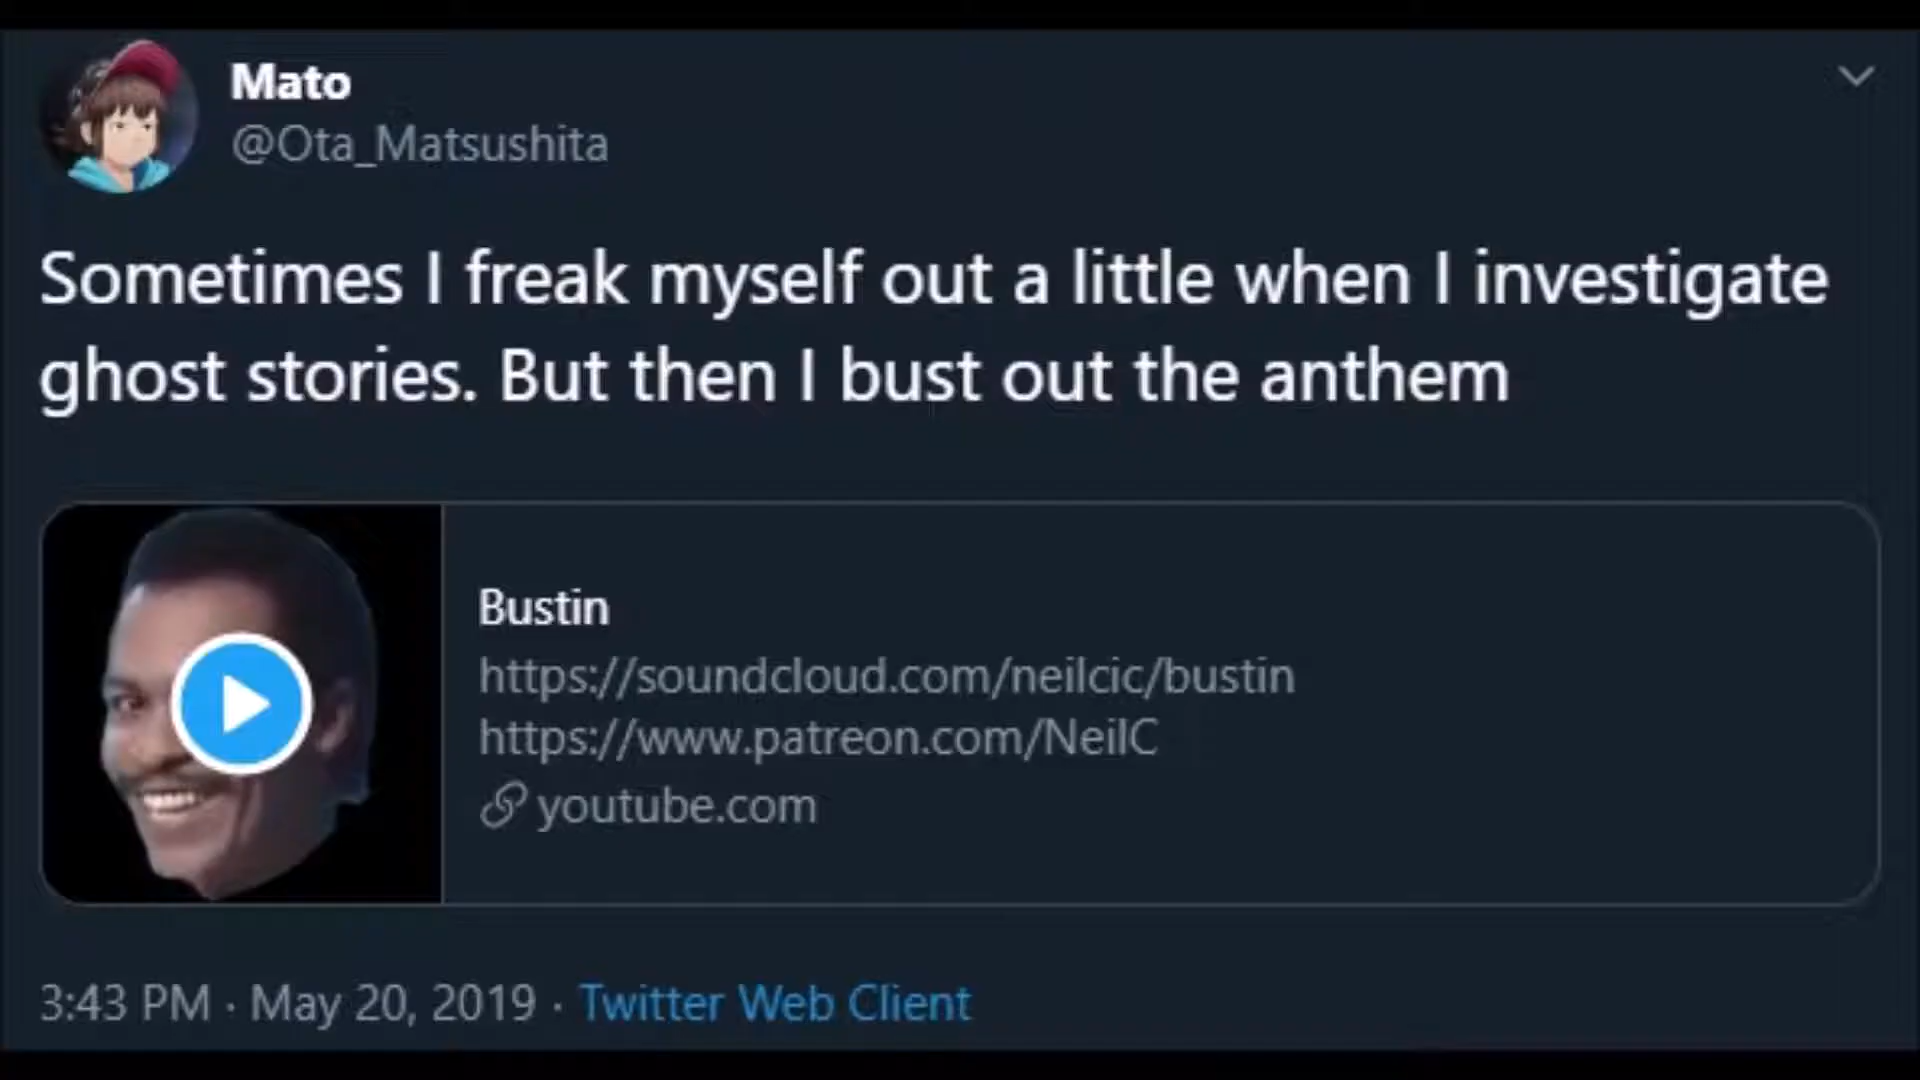 Mato
@Ota_Matsushita
Sometimes I freak myself out a little when I investigate
ghost stories. But then I bust out the anthem
Bustin
https://soundcloud.com/neilcic/bustin
https://www.patreon.com/NeilC
youtube.com
3:43 PM · May 20, 2019 · Twitter Web Client